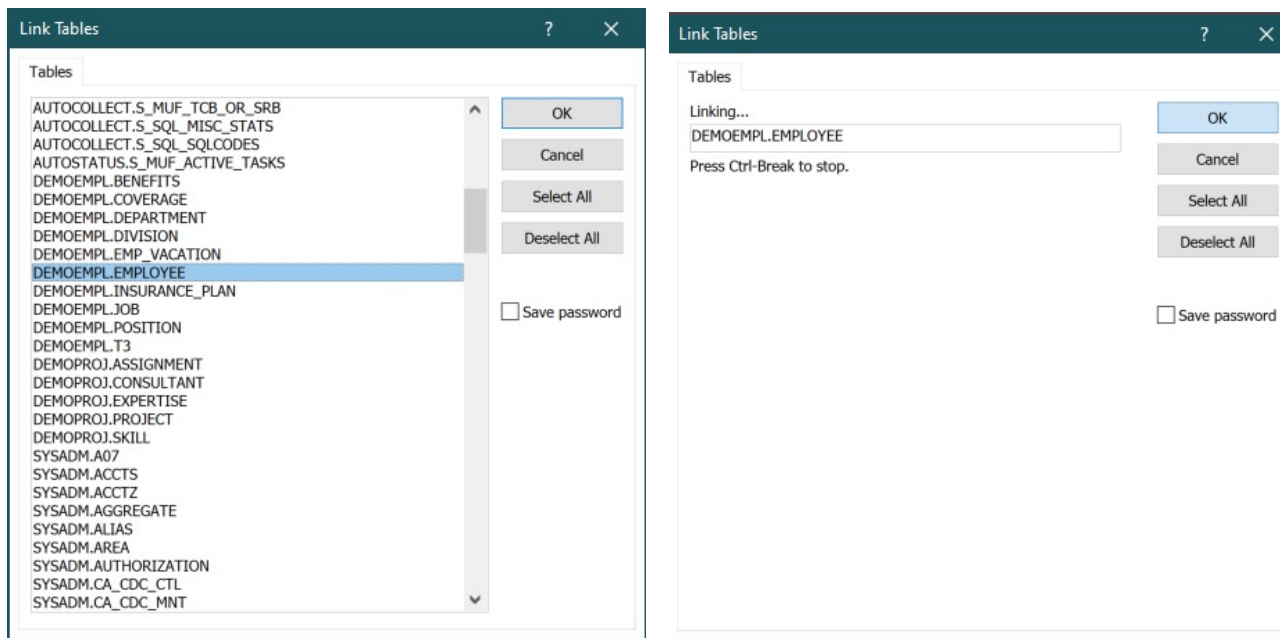 Link Tables
Tables
AUTOCOLLECT.S_MUF_TCB_OR_SRB
AUTOCOLLECT.S_SQL_MISC_STATS
AUTOCOLLECT.S_SQL_SQLCODES
AUTOSTATUS.S_MUF_ACTIVE_TASKS
DEMOEMPL.BENEFITS
DEMOEMPL.COVERAGE
DEMOEMPL.DEPARTMENT
DEMOEMPL.DIVISION
DEMOEMPL.EMP_VACATION
DEMOEMPL.EMPLOYEE
DEMOEMPL.INSURANCE_PLAN
DEMOEMPL.JOB
DEMOEMPL.POSITION
DEMOEMPL.T3
DEMOPROJ.ASSIGNMENT
DEMOPROJ.CONSULTANT
DEMOPROJ.EXPERTISE
DEMOPROJ.PROJECT
DEMOPROJ.SKILL
SYSADM.A07
SYSADM.ACCTS
SYSADM.ACCTZ
SYSADM.AGGREGATE
SYSADM.ALIAS
SYSADM.AREA
SYSADM.AUTHORIZATION
SYSADM.CA_CDC_CTL
SYSADM.CA_CDC_MNT
OK
Cancel
Select All
Deselect All
Save password
Link Tables
Tables
Linking...
DEMOEMPL.EMPLOYEE
Press Ctrl-Break to stop.
OK
Cancel
Select All
Deselect All
Save password